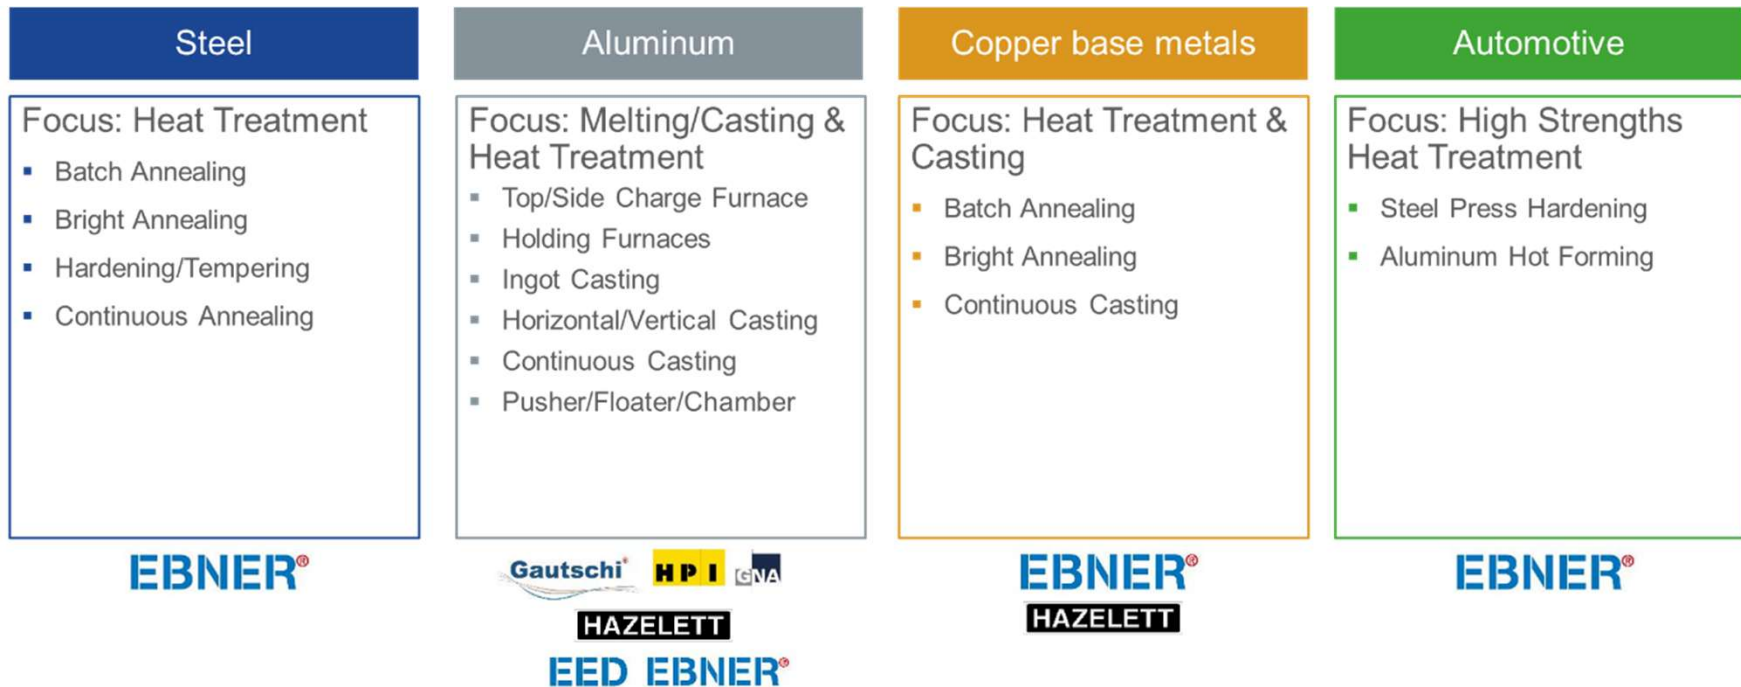 Steel
Focus: Heat Treatment
Batch Annealing
Bright Annealing
Hardening/Tempering
Continuous Annealing
EBNER®
Aluminum
Focus: Melting/Casting &
Heat Treatment
Top/Side Charge Furnace
Holding Furnaces
Ingot Casting
Horizontal/Vertical Casting
Continuous Casting
Pusher/Floater/Chamber
Gautschi® HPI GNA
HAZELETT
EED EBNER®
Copper base metals
Focus: Heat Treatment &
Casting
Batch Annealing
Bright Annealing
Continuous Casting
EBNER®
HAZELETT
Automotive
Focus: High Strengths
Heat Treatment
Steel Press Hardening
Aluminum Hot Forming
EBNER®